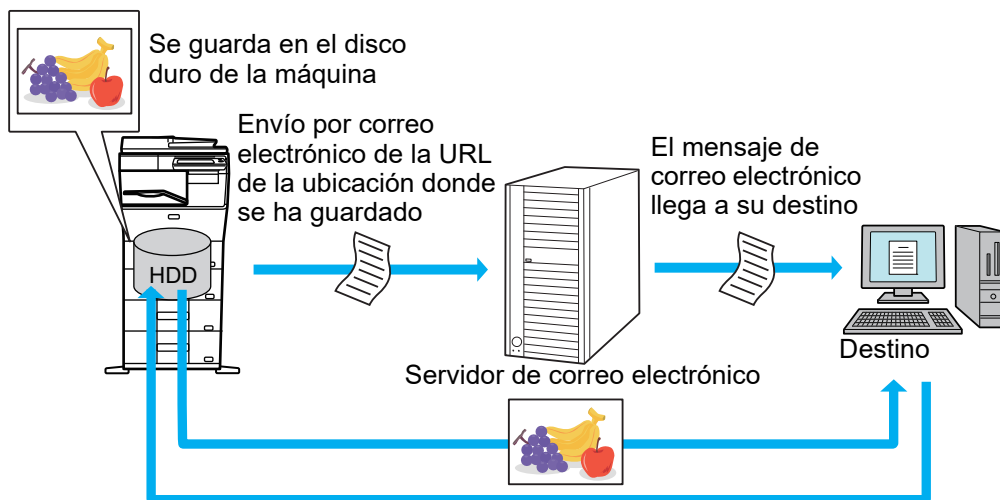 Se guarda en el disco
duro de la máquina
Envío por correo
electrónico de la URL
de la ubicación donde
se ha guardado
El mensaje de
correo electrónico
llega a su destino
HDD
Destino
Servidor de correo electrónico